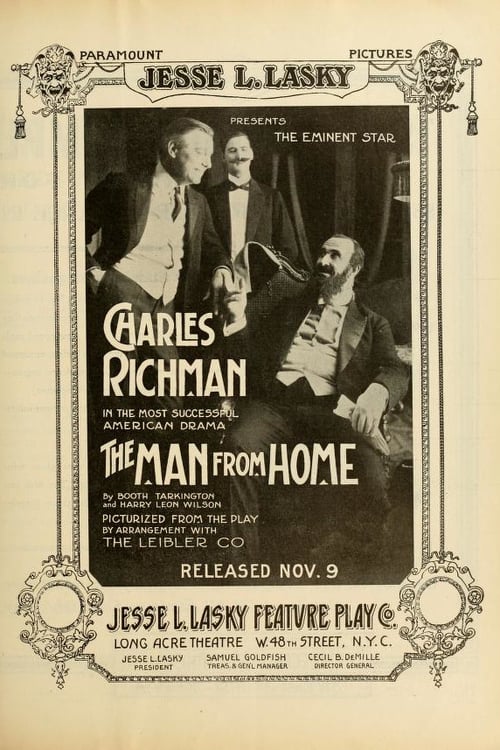 PARAMOUNT PICTURES
JESSE L. LASKY
PRESENTS
THE EMINENT STAR
CHARLES
RICHMAN
IN THE MOST SUCCESSFUL
AMERICAN DRAMA
THE MAN FROM HOME
By BOOTH TARKINGTON
and HARRY LEON WILSON
PICTURIZED FROM THE PLAY
BY ARRANGEMENT WITH
THE LEIBLER CO
RELEASED NOV. 9
JESSE L. LASKY FEATURE PLAY CO.
LONG ACRE THEATRE W. 48TH STREET, N.Y.C.
JESSE L. LASKY SAMUEL GOLDFISH CECIL B. DeMILLE
PRESIDENT TREAS. & GEN'L MANAGER DIRECTOR GENERAL